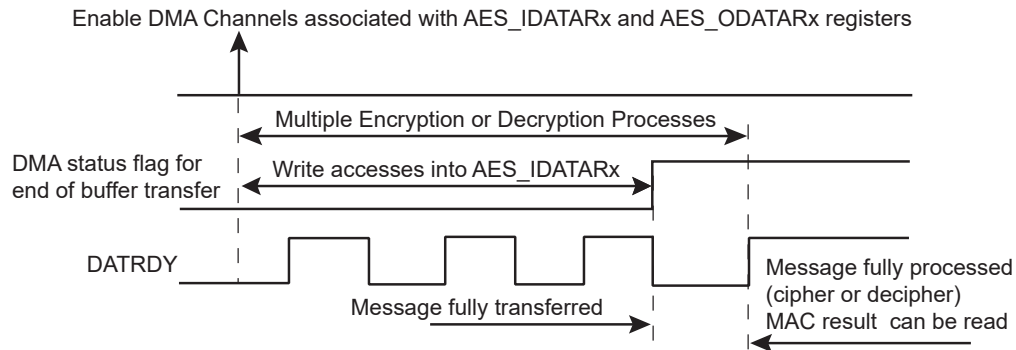 Enable DMA Channels associated with AES_IDATARx and AES_ODATARx registers
Multiple Encryption or Decryption Processes
DMA status flag for
end of buffer transfer
Write accesses into AES_IDATARx
DATRDY
Message fully transferred
Message fully processed
(cipher or decipher)
MAC result can be read